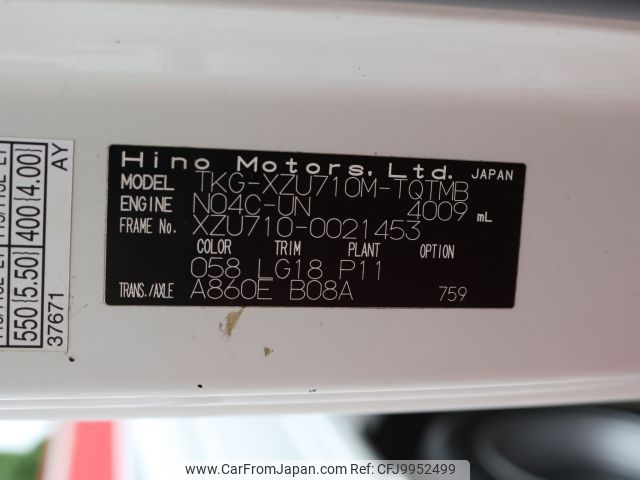 Hino Motors, Ltd. JAPAN
MODEL TKG-XZU710M-TQTMB
ENGINE N04C-UN 4009 mL
FRAME No. XZU710-0021453
COLOR TRIM PLANT OPTION
058 LG18 P11
TRANS./AXLE A860E B08A 759
550[5.50] 400[4.00]
37671 AY
www.carfromjapan.com Stock ID: CFJ9952499